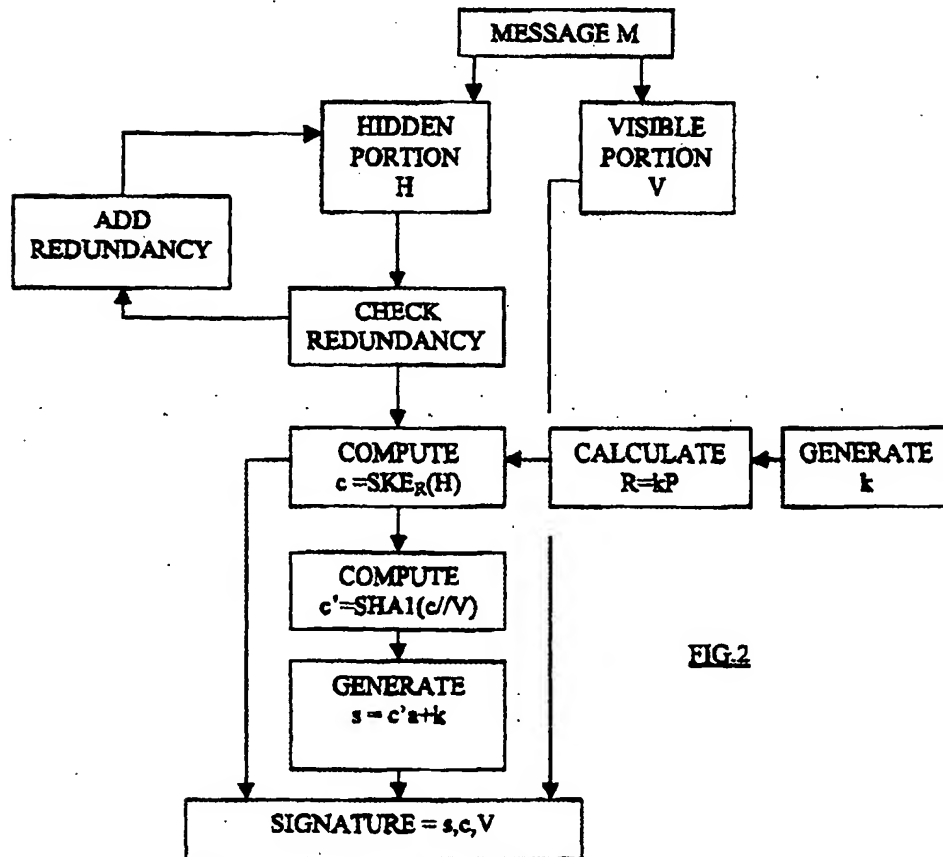 MESSAGE M
HIDDEN
PORTION
H
VISIBLE
PORTION
V
ADD
REDUNDANCY
CHECK
REDUNDANCY
COMPUTE
c =SKE_R(H)
CALCULATE
R=kP
GENERATE
k
COMPUTE
c'=SHA1(c//V)
GENERATE
s = c'a+k
FIG.2
SIGNATURE = s,c,V